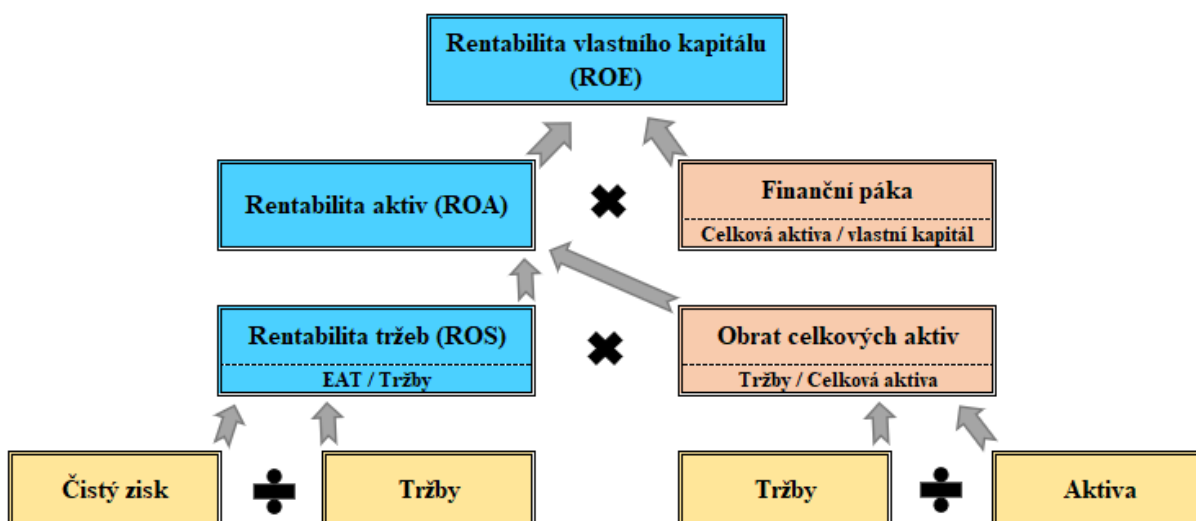 Rentabilita vlastního kapitálu
(ROE)
Rentabilita aktiv (ROA)
Finanční páka
Celková aktiva / vlastní kapitál
Rentabilita tržeb (ROS)
EAT / Tržby
Obrat celkových aktiv
Tržby / Celková aktiva
Čistý zisk
Tržby
Tržby
Aktiva